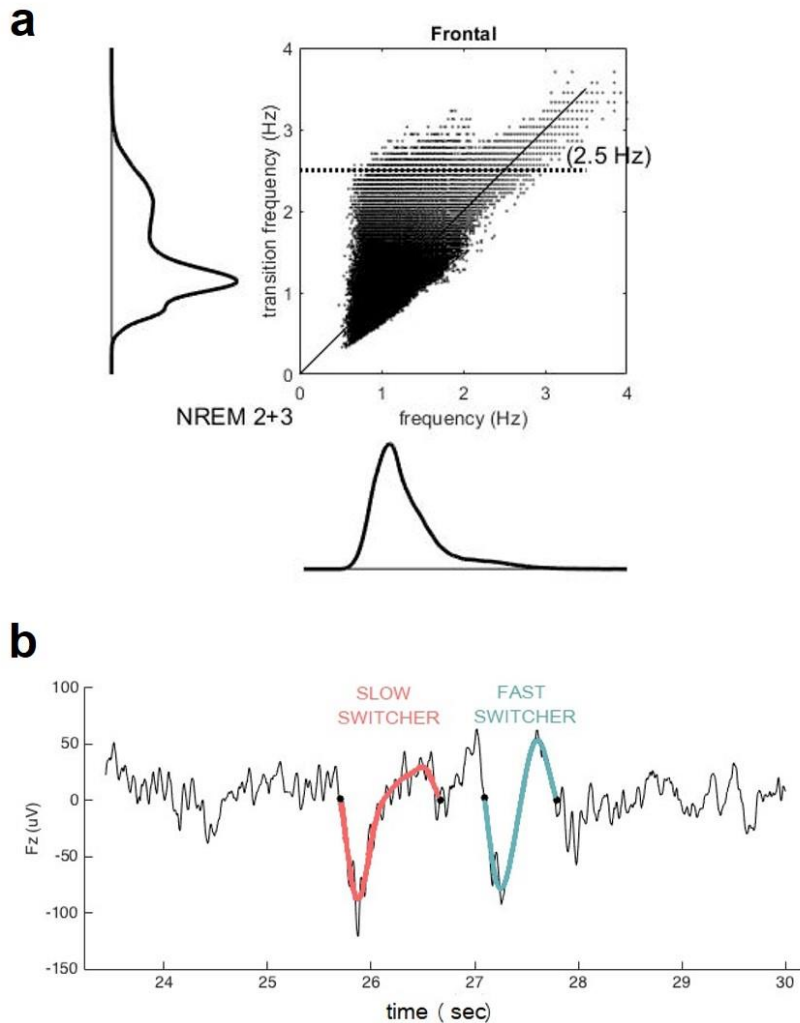 a
Frontal
4
3
2
1
0
transition frequency (Hz)
(2.5 Hz)
0 1 2 3 4
frequency (Hz)
NREM 2+3
b
SLOW SWITCHER
FAST SWITCHER
100
50
0
-50
-100
-150
Fz (uV)
24 25 26 27 28 29 30
time ( sec)